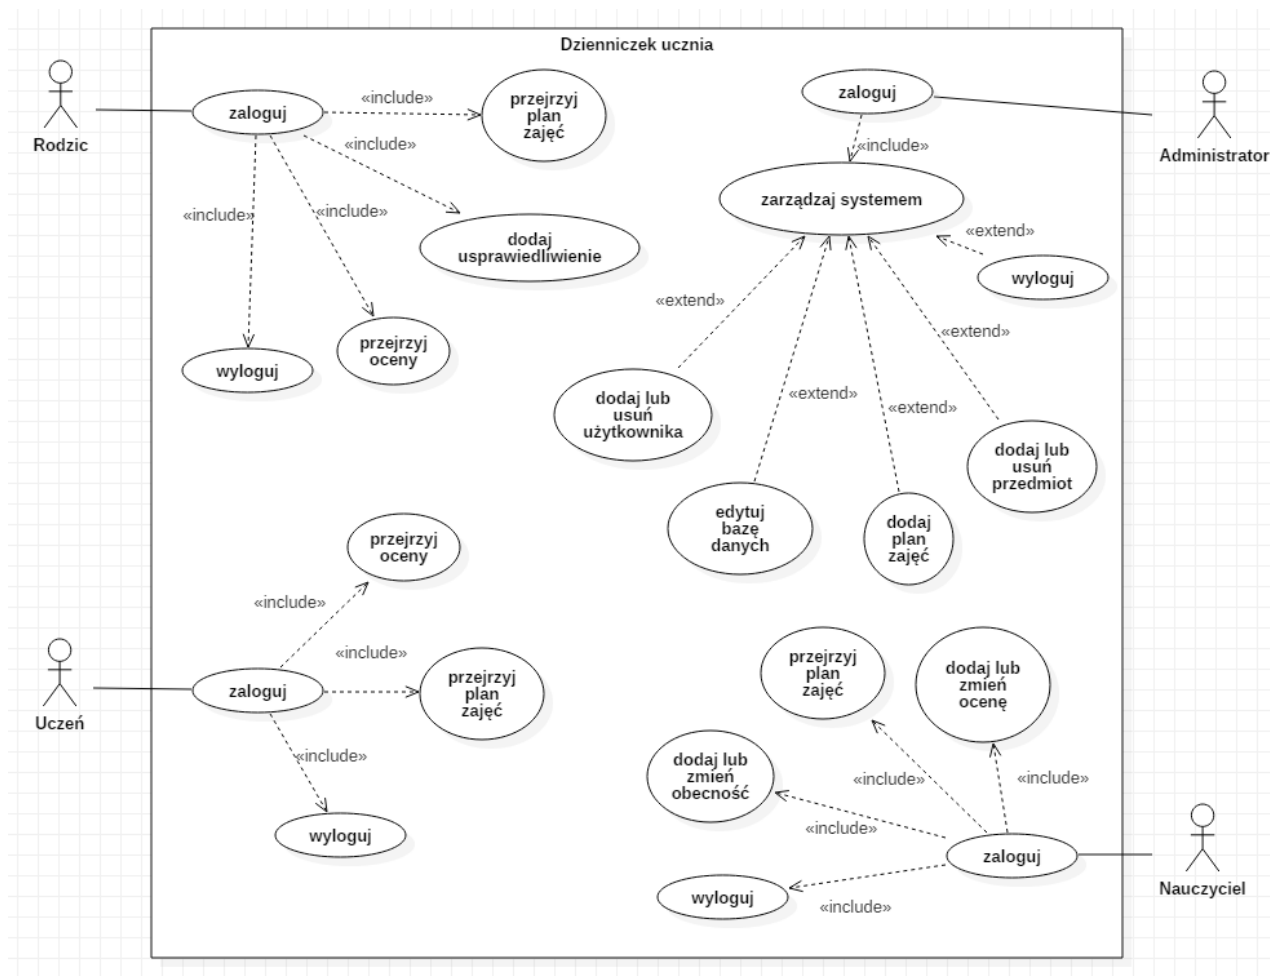 Dzienniczek ucznia
Rodzic
zaloguj
«include»
przejrzyj
plan
zajęć
«include»
dodaj
usprawiedliwienie
«include»
«include»
przejrzyj
oceny
wyloguj
zaloguj
Administrator
«include»
zarządzaj systemem
«extend»
wyloguj
«extend»
«extend»
«extend»
«extend»
dodaj lub
usuń
użytkownika
edytuj
bazę
danych
dodaj
plan
zajęć
dodaj lub
usuń
przedmiot
przejrzyj
oceny
«include»
«include»
Uczeń
zaloguj
przejrzyj
plan
zajęć
«include»
wyloguj
przejrzyj
plan
zajęć
dodaj lub
zmień
ocenę
dodaj lub
zmień
obecność
«include»
«include»
«include»
zaloguj
Nauczyciel
wyloguj
«include»